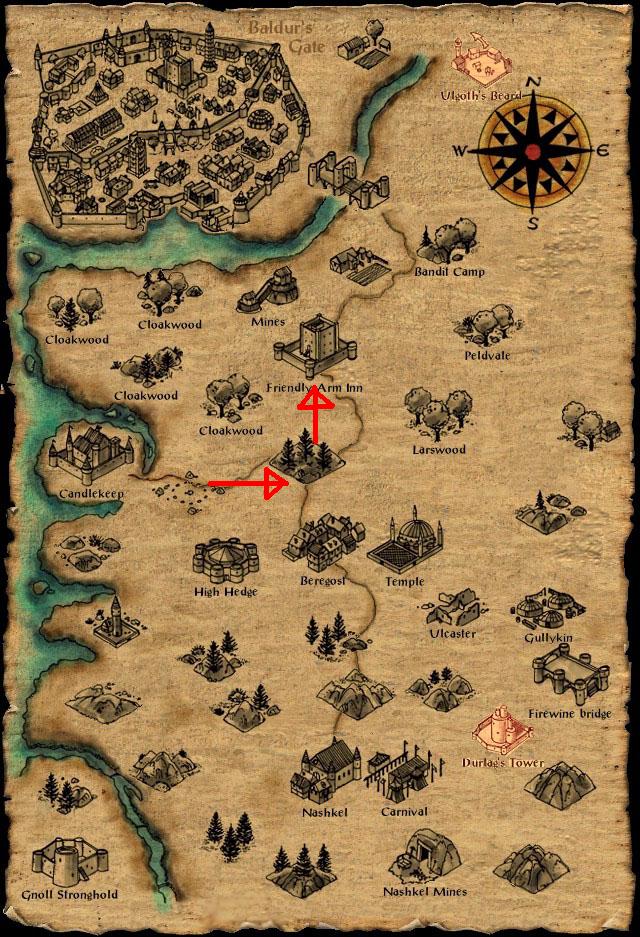 Baldur's
Gate
Ulgoth's Beard
N
W
E
S
Bandit Camp
Cloakwood
Cloakwood
Mines
Peldvale
Cloakwood
Friendly Arm Inn
Cloakwood
Larswood
Candlekeep
High Hedge
Beregost
Temple
Ulcaster
Gullykin
Firewine bridge
Durlag's Tower
Nashkel
Carnival
Gnoll Stronghold
Nashkel Mines